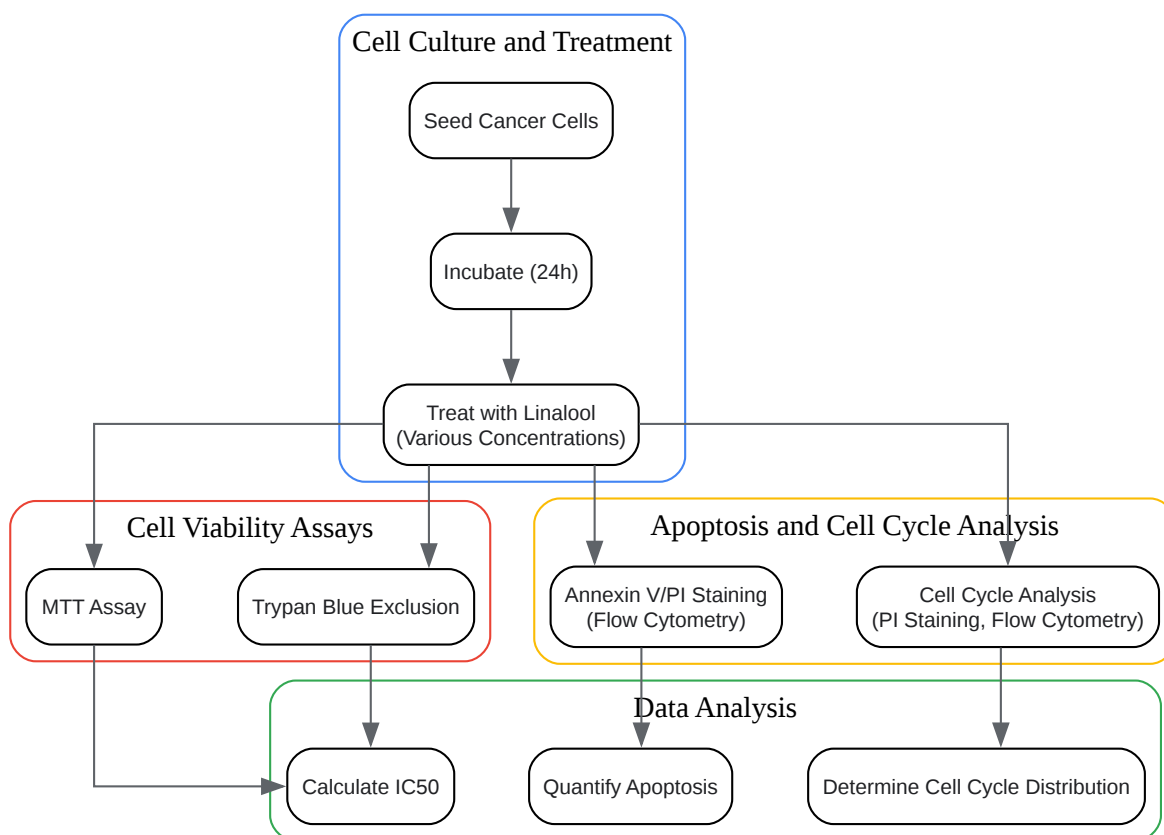 Cell Culture and Treatment
Seed Cancer Cells
Incubate (24h)
Treat with Linalool
(Various Concentrations)
Cell Viability Assays
Apoptosis and Cell Cycle Analysis
MTT Assay
Trypan Blue Exclusion
Annexin V/PI Staining
(Flow Cytometry)
Cell Cycle Analysis
(PI Staining, Flow Cytometry)
Data Analysis
Calculate IC50
Quantify Apoptosis
Determine Cell Cycle Distribution